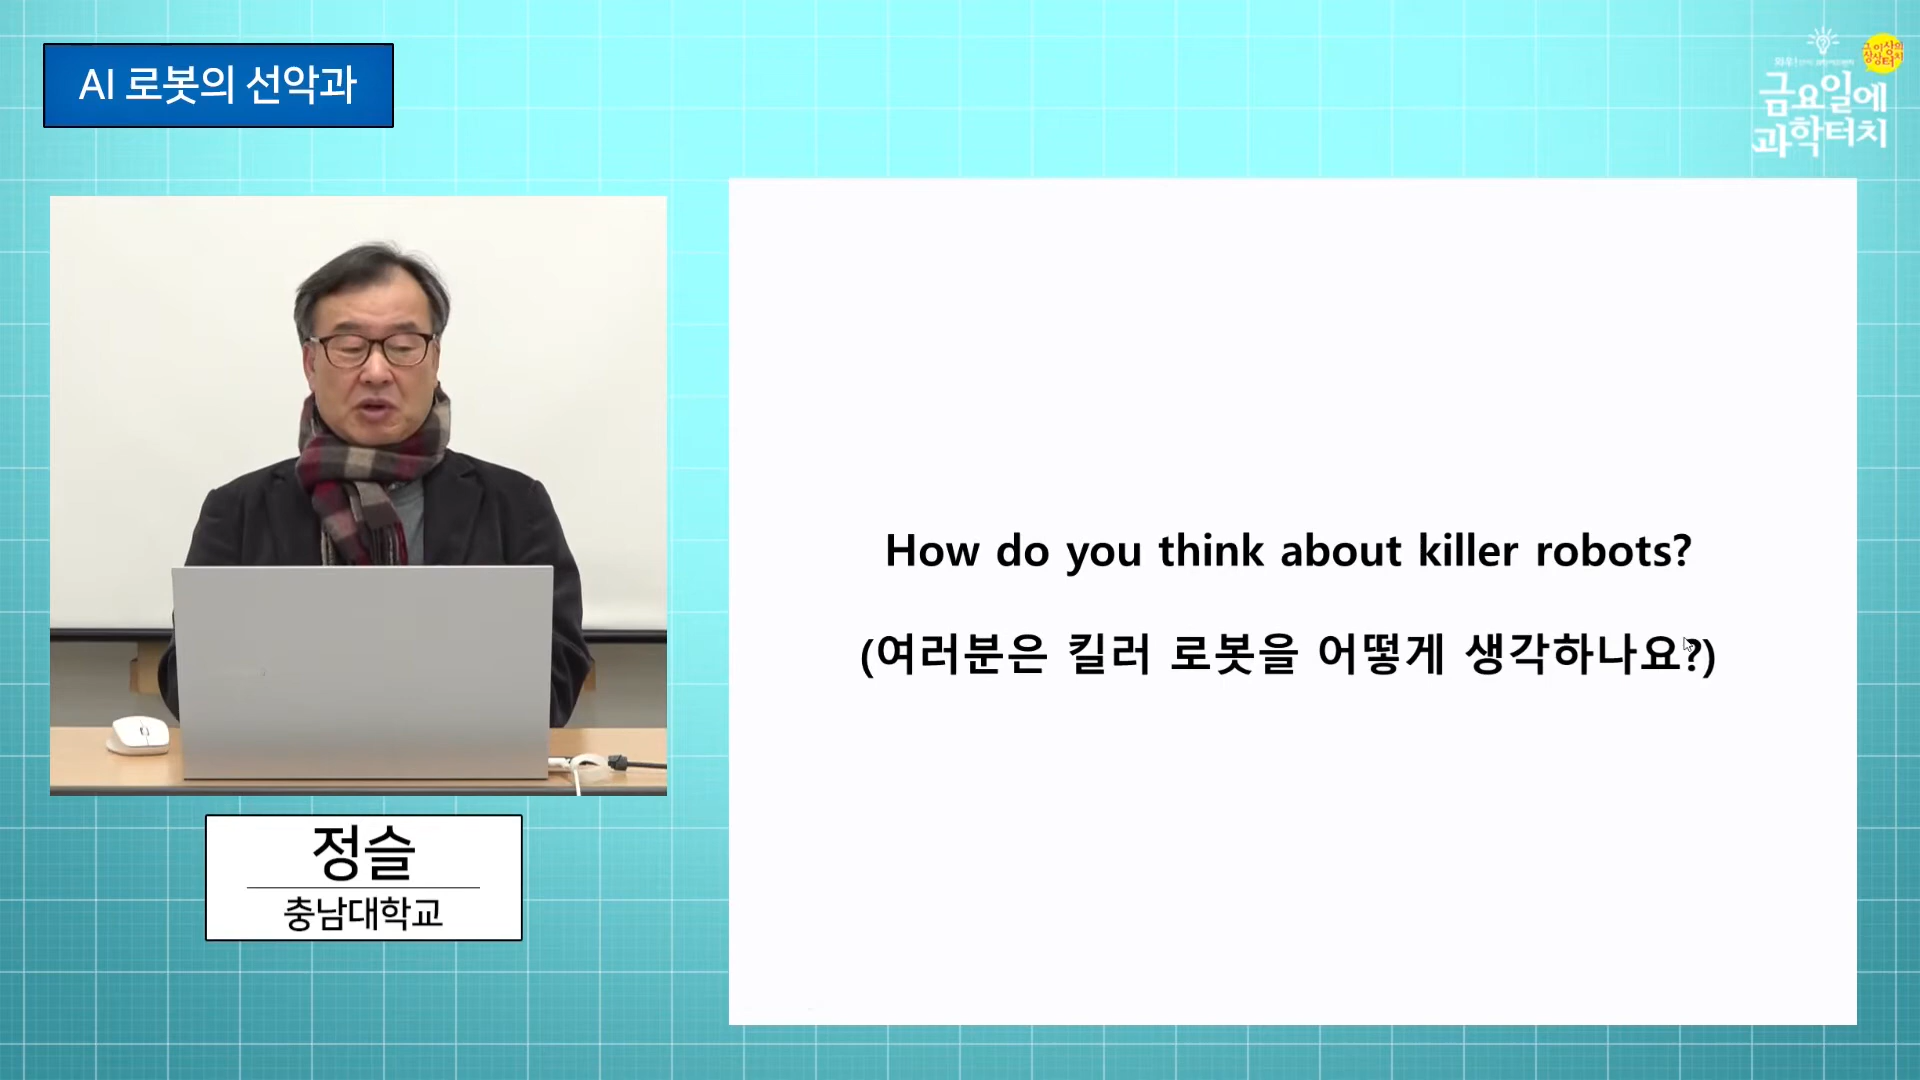 AI 로봇의 선악과
금요일에
과학터치
How do you think about killer robots?
(여러분은 킬러 로봇을 어떻게 생각하나요?)
정슬
충남대학교